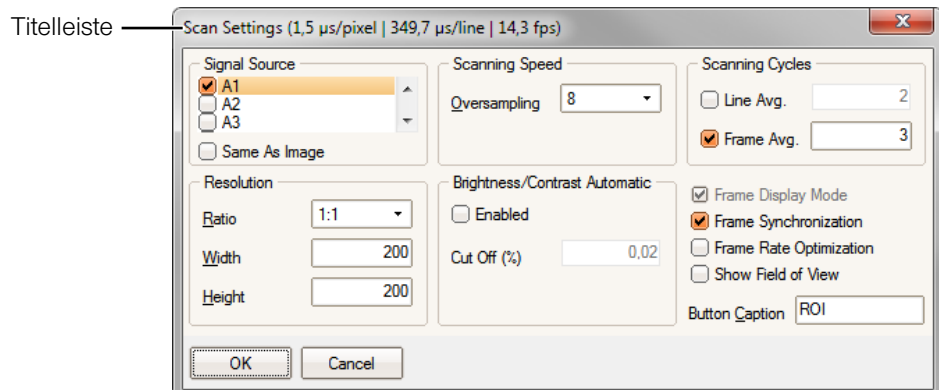 Titelleiste
Scan Settings (1,5 µs/pixel | 349,7 µs/line | 14,3 fps)
Signal Source
A1
A2
A3
Same As Image
Scanning Speed
Oversampling 8
Scanning Cycles
Line Avg. 2
Frame Avg. 3
Resolution
Ratio 1:1
Width 200
Height 200
Brightness/Contrast Automatic
Enabled
Cut Off (%) 0,02
Frame Display Mode
Frame Synchronization
Frame Rate Optimization
Show Field of View
Button Caption ROI
OK Cancel